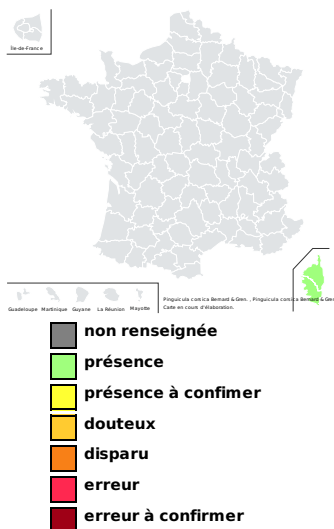 Île-de-France
Guadeloupe Martinique Guyane La Réunion Mayotte
Pinguicula corsica Bernard & Gren. , Pinguicula corsica Bernard & Gren
Carte en cours d'élaboration.
non renseignée
présence
présence à confimer
douteux
disparu
erreur
erreur à confirmer